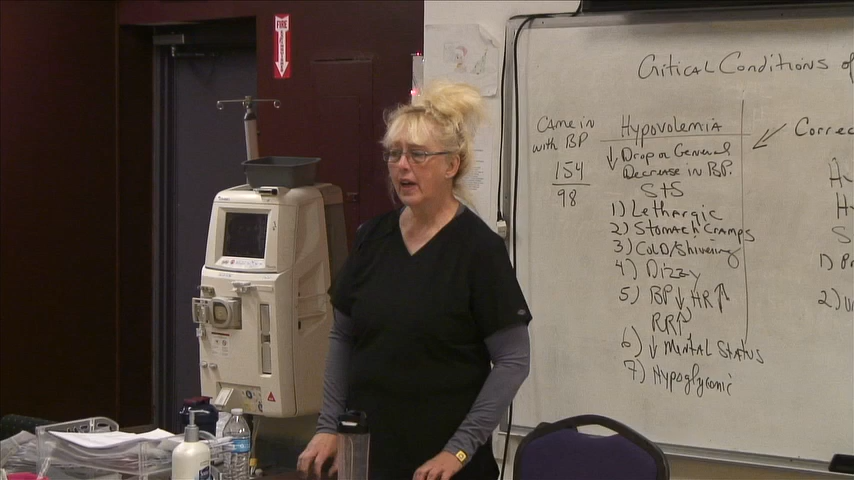 FIRE
Critical Conditions of
Came in
with BP
154
98
Hypovolemia
↓ Drop or General
Decrease in BP.
S+S
1) Lethargic
2) Stomach Cramps
3) Cold/Shivering
4) Dizzy
5) BP ↓ HR ↑
RR ↑
6) ↓ Mental Status
7) Hypoglycemic
Correc
Hy
H
S
1)
2)